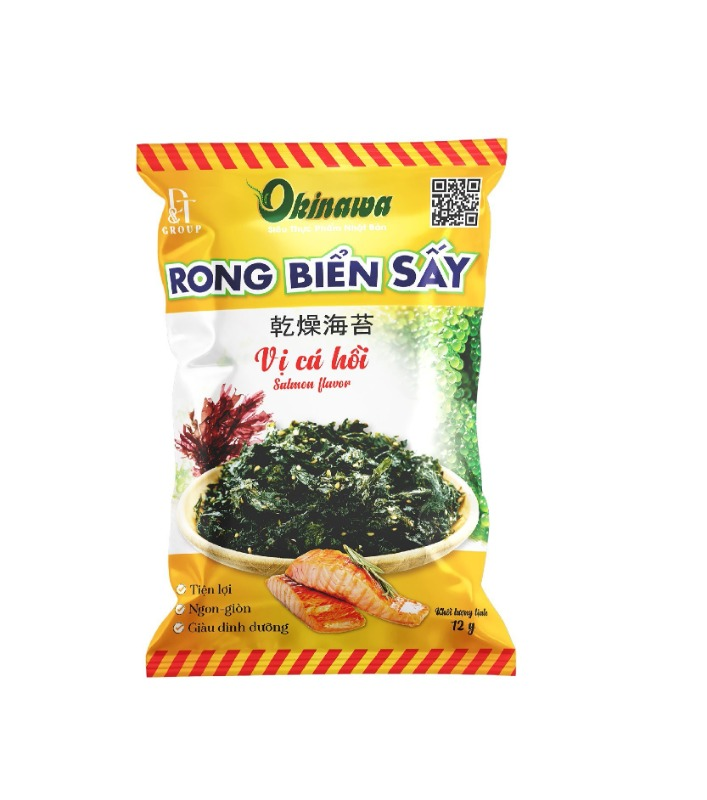 D&T
GROUP
Okinawa
Siêu thực phẩm Nhật Bản
RONG BIỂN SẤY
乾燥海苔
Vị cá hồi
Salmon flavor
Tiện lợi
Ngon-giòn
Giàu dinh dưỡng
Khối lượng tịnh
12 g